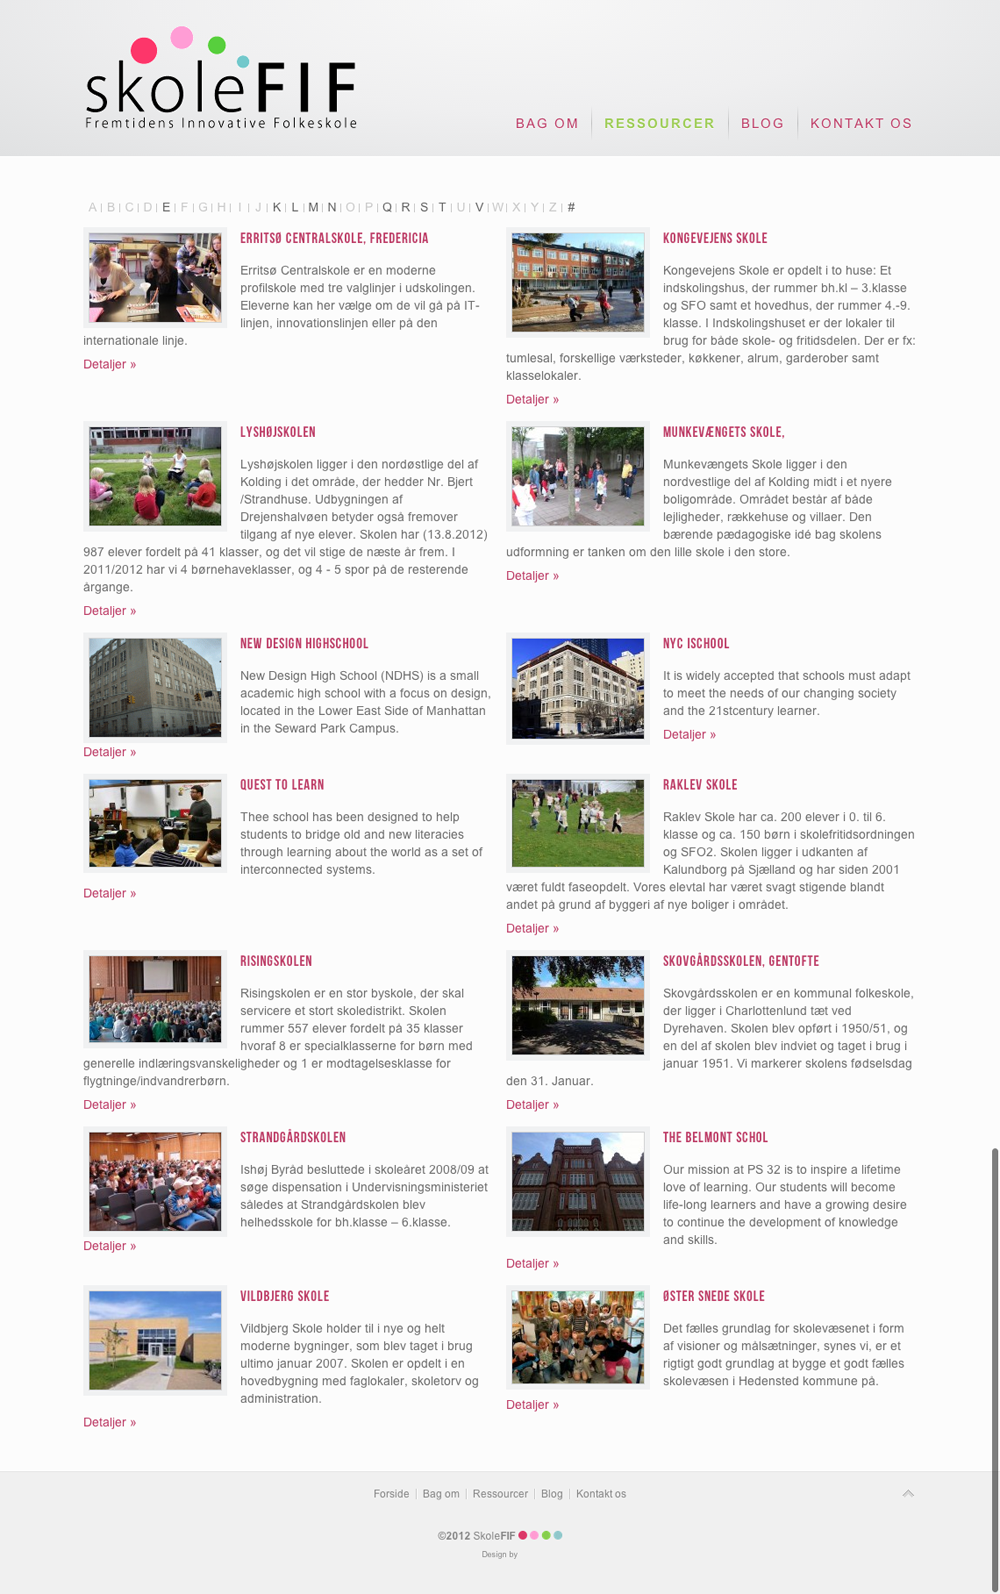 skoleFIF
Fremtidens Innovative Folkeskole
BAG OM
RESSOURCER
BLOG
KONTAKT OS
A | B | C | D | E | F | G | H | I | J | K | L | M | N | O | P | Q | R | S | T | U | V | W | X | Y | Z | #
ERRITSØ CENTRALSKOLE, FREDERICIA
Erritsø Centralskole er en moderne
profilskole med tre valglinjer i udskolingen.
Eleverne kan her vælge om de vil gå på IT-
linjen, innovationslinjen eller på den
internationale linje.
Detaljer »
KONGEVEJENS SKOLE
Kongevejens Skole er opdelt i to huse: Et
indskolingshus, der rummer bh.kl – 3.klasse
og SFO samt et hovedhus, der rummer 4.-9.
klasse. I Indskolingshuset er der lokaler til
brug for både skole- og fritidsdelen. Der er fx:
tumlesal, forskellige værksteder, køkkener, alrum, garderober samt
klasselokaler.
Detaljer »
LYSHØJSKOLEN
Lyshøjskolen ligger i den nordøstlige del af
Kolding i det område, der hedder Nr. Bjert
/Strandhuse. Udbygningen af
Drejenshalvøen betyder også fremover
tilgang af nye elever. Skolen har (13.8.2012)
987 elever fordelt på 41 klasser, og det vil stige de næste år frem. I
2011/2012 har vi 4 børnehaveklasser, og 4 - 5 spor på de resterende
årgange.
Detaljer »
MUNKEVÆNGETS SKOLE,
Munkevængets Skole ligger i den
nordvestlige del af Kolding midt i et nyere
boligområde. Området består af både
lejligheder, rækkehuse og villaer. Den
bærende pædagogiske idé bag skolens
udformning er tanken om den lille skole i den store.
Detaljer »
NEW DESIGN HIGHSCHOOL
New Design High School (NDHS) is a small
academic high school with a focus on design,
located in the Lower East Side of Manhattan
in the Seward Park Campus.
Detaljer »
NYC ISCHOOL
It is widely accepted that schools must adapt
to meet the needs of our changing society
and the 21stcentury learner.
Detaljer »
QUEST TO LEARN
Thee school has been designed to help
students to bridge old and new literacies
through learning about the world as a set of
interconnected systems.
Detaljer »
RAKLEV SKOLE
Raklev Skole har ca. 200 elever i 0. til 6.
klasse og ca. 150 børn i skolefritidsordningen
og SFO2. Skolen ligger i udkanten af
Kalundborg på Sjælland og har siden 2001
været fuldt faseopdelt. Vores elevtal har været svagt stigende blandt
andet på grund af byggeri af nye boliger i området.
Detaljer »
RISINGSKOLEN
Risingskolen er en stor byskole, der skal
servicere et stort skoledistrikt. Skolen
rummer 557 elever fordelt på 35 klasser
hvoraf 8 er specialklasserne for børn med
generelle indlæringsvanskeligheder og 1 er modtagelsesklasse for
flygtninge/indvandrerbørn.
Detaljer »
SKOVGÅRDSSKOLEN, GENTOFTE
Skovgårdsskolen er en kommunal folkeskole,
der ligger i Charlottenlund tæt ved
Dyrehaven. Skolen blev opført i 1950/51, og
en del af skolen blev indviet og taget i brug i
januar 1951. Vi markerer skolens fødselsdag
den 31. Januar.
Detaljer »
STRANDGÅRDSKOLEN
Ishøj Byråd besluttede i skoleåret 2008/09 at
søge dispensation i Undervisningsministeriet
således at Strandgårdskolen blev
helhedsskole for bh.klasse – 6.klasse.
Detaljer »
THE BELMONT SCHOL
Our mission at PS 32 is to inspire a lifetime
love of learning. Our students will become
life-long learners and have a growing desire
to continue the development of knowledge
and skills.
Detaljer »
VILDBJERG SKOLE
Vildbjerg Skole holder til i nye og helt
moderne bygninger, som blev taget i brug
ultimo januar 2007. Skolen er opdelt i en
hovedbygning med faglokaler, skoletorv og
administration.
Detaljer »
ØSTER SNEDE SKOLE
Det fælles grundlag for skolevæsenet i form
af visioner og målsætninger, synes vi, er et
rigtigt godt grundlag at bygge et godt fælles
skolevæsen i Hedensted kommune på.
Detaljer »
Forside | Bag om | Ressourcer | Blog | Kontakt os
©2012 SkoleFIF
Design by